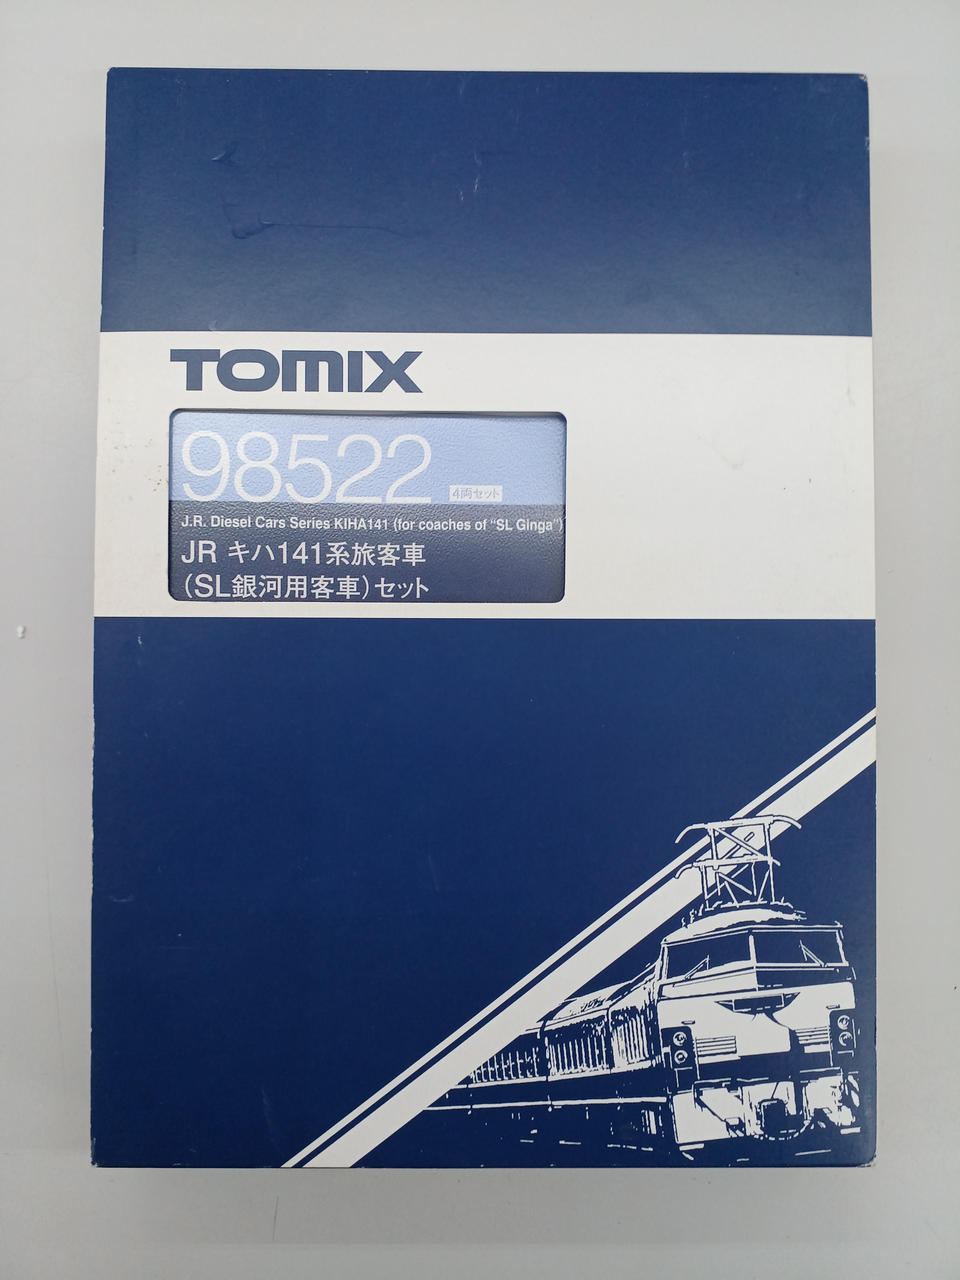 TOMIX
98522 4両セット
J.R. Diesel Cars Series KIHA141 (for coaches of "SL Ginga")
JR キハ141系旅客車
(SL銀河用客車)セット